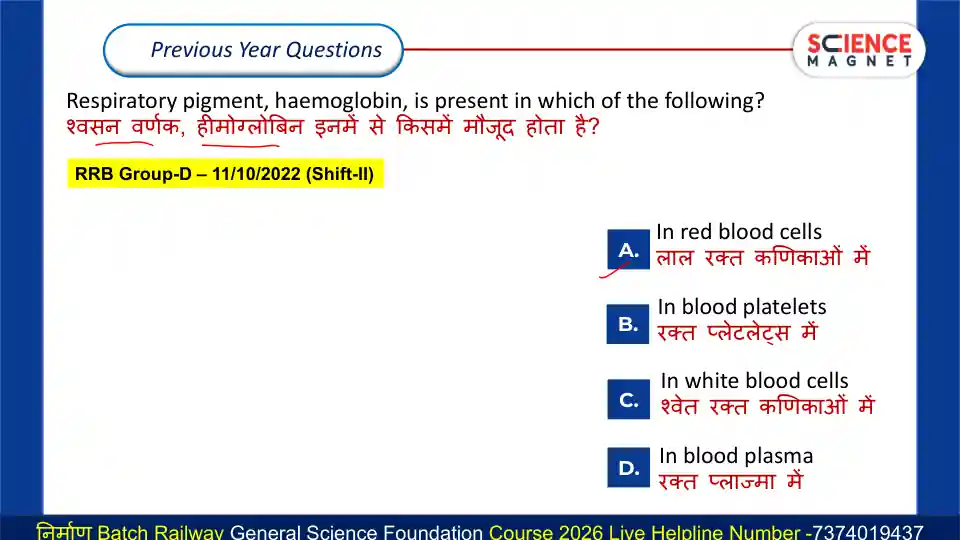 Previous Year Questions
SCIENCE
MAGNET
Respiratory pigment, haemoglobin, is present in which of the following?
श्वसन वर्णक, हीमोग्लोबिन इनमें से किसमें मौजूद होता है?
RRB Group-D – 11/10/2022 (Shift-II)
A.
In red blood cells
लाल रक्त कणिकाओं में
B.
In blood platelets
रक्त प्लेटलेट्स में
C.
In white blood cells
श्वेत रक्त कणिकाओं में
D.
In blood plasma
रक्त प्लाज्मा में
निर्माण Batch Railway General Science Foundation Course 2026 Live Helpline Number -7374019437